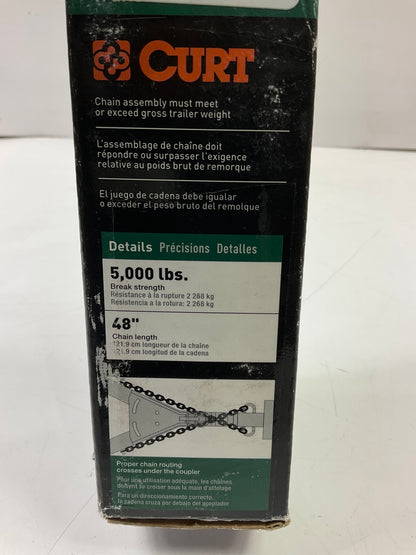 CURT
Chain assembly must meet
or exceed gross trailer weight
L'assemblage de chaîne doit
répondre ou surpasser l'exigence
relative au poids brut de remorque
El juego de cadena debe igualar
o exceder el peso bruto del remolque
Details Précisions Detalles
5,000 lbs.
Break strength
Résistance à la rupture 2 268 kg
Resistencia a la rotura: 2 268 kg
48"
Chain length
121.9 cm longueur de la chaîne
121.9 cm longitud de la cadena
Proper chain routing
crosses under the coupler
Pour une utilisation adéquate, les chaînes
doivent se croiser sous la main d'attelage
Para un direccionamiento correcto,
la cadena cruza por debajo del acoplador